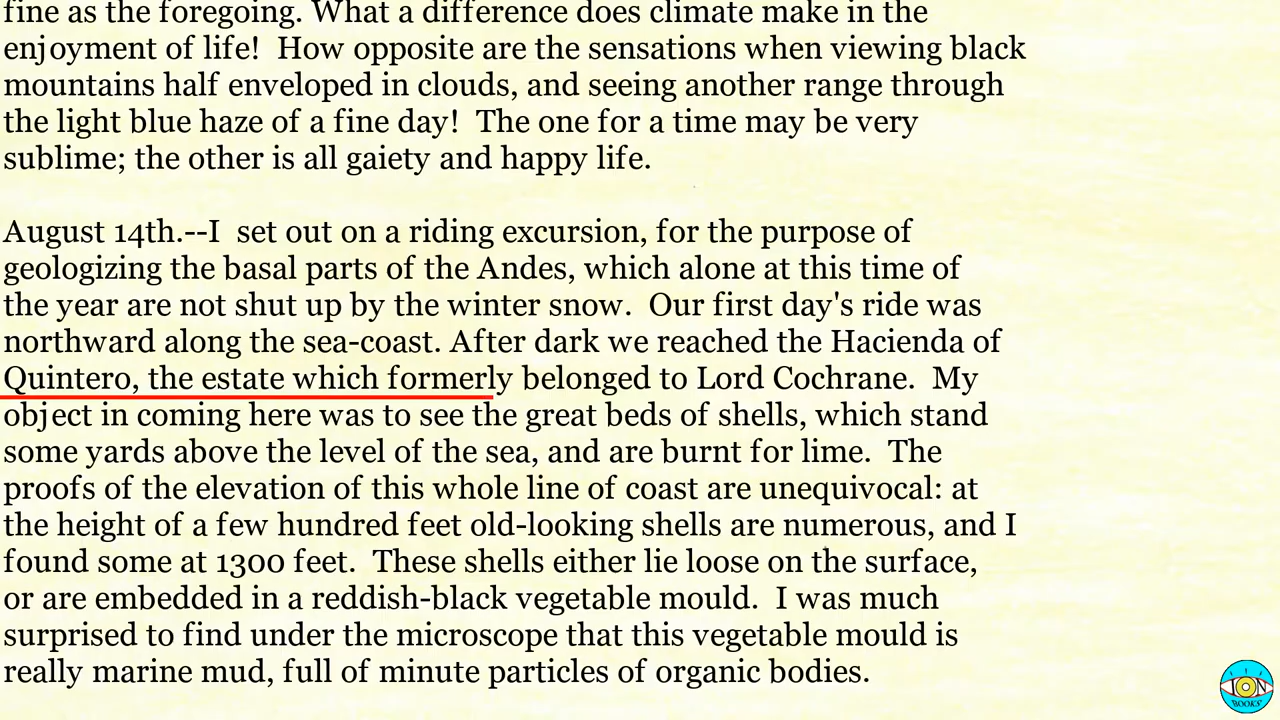 fine as the foregoing. What a difference does climate make in the
enjoyment of life!  How opposite are the sensations when viewing black
mountains half enveloped in clouds, and seeing another range through
the light blue haze of a fine day!  The one for a time may be very
sublime; the other is all gaiety and happy life.

August 14th.--I  set out on a riding excursion, for the purpose of
geologizing the basal parts of the Andes, which alone at this time of
the year are not shut up by the winter snow.  Our first day's ride was
northward along the sea-coast. After dark we reached the Hacienda of
Quintero, the estate which formerly belonged to Lord Cochrane.  My
object in coming here was to see the great beds of shells, which stand
some yards above the level of the sea, and are burnt for lime.  The
proofs of the elevation of this whole line of coast are unequivocal: at
the height of a few hundred feet old-looking shells are numerous, and I
found some at 1300 feet.  These shells either lie loose on the surface,
or are embedded in a reddish-black vegetable mould.  I was much
surprised to find under the microscope that this vegetable mould is
really marine mud, full of minute particles of organic bodies.
ION
BOOKS